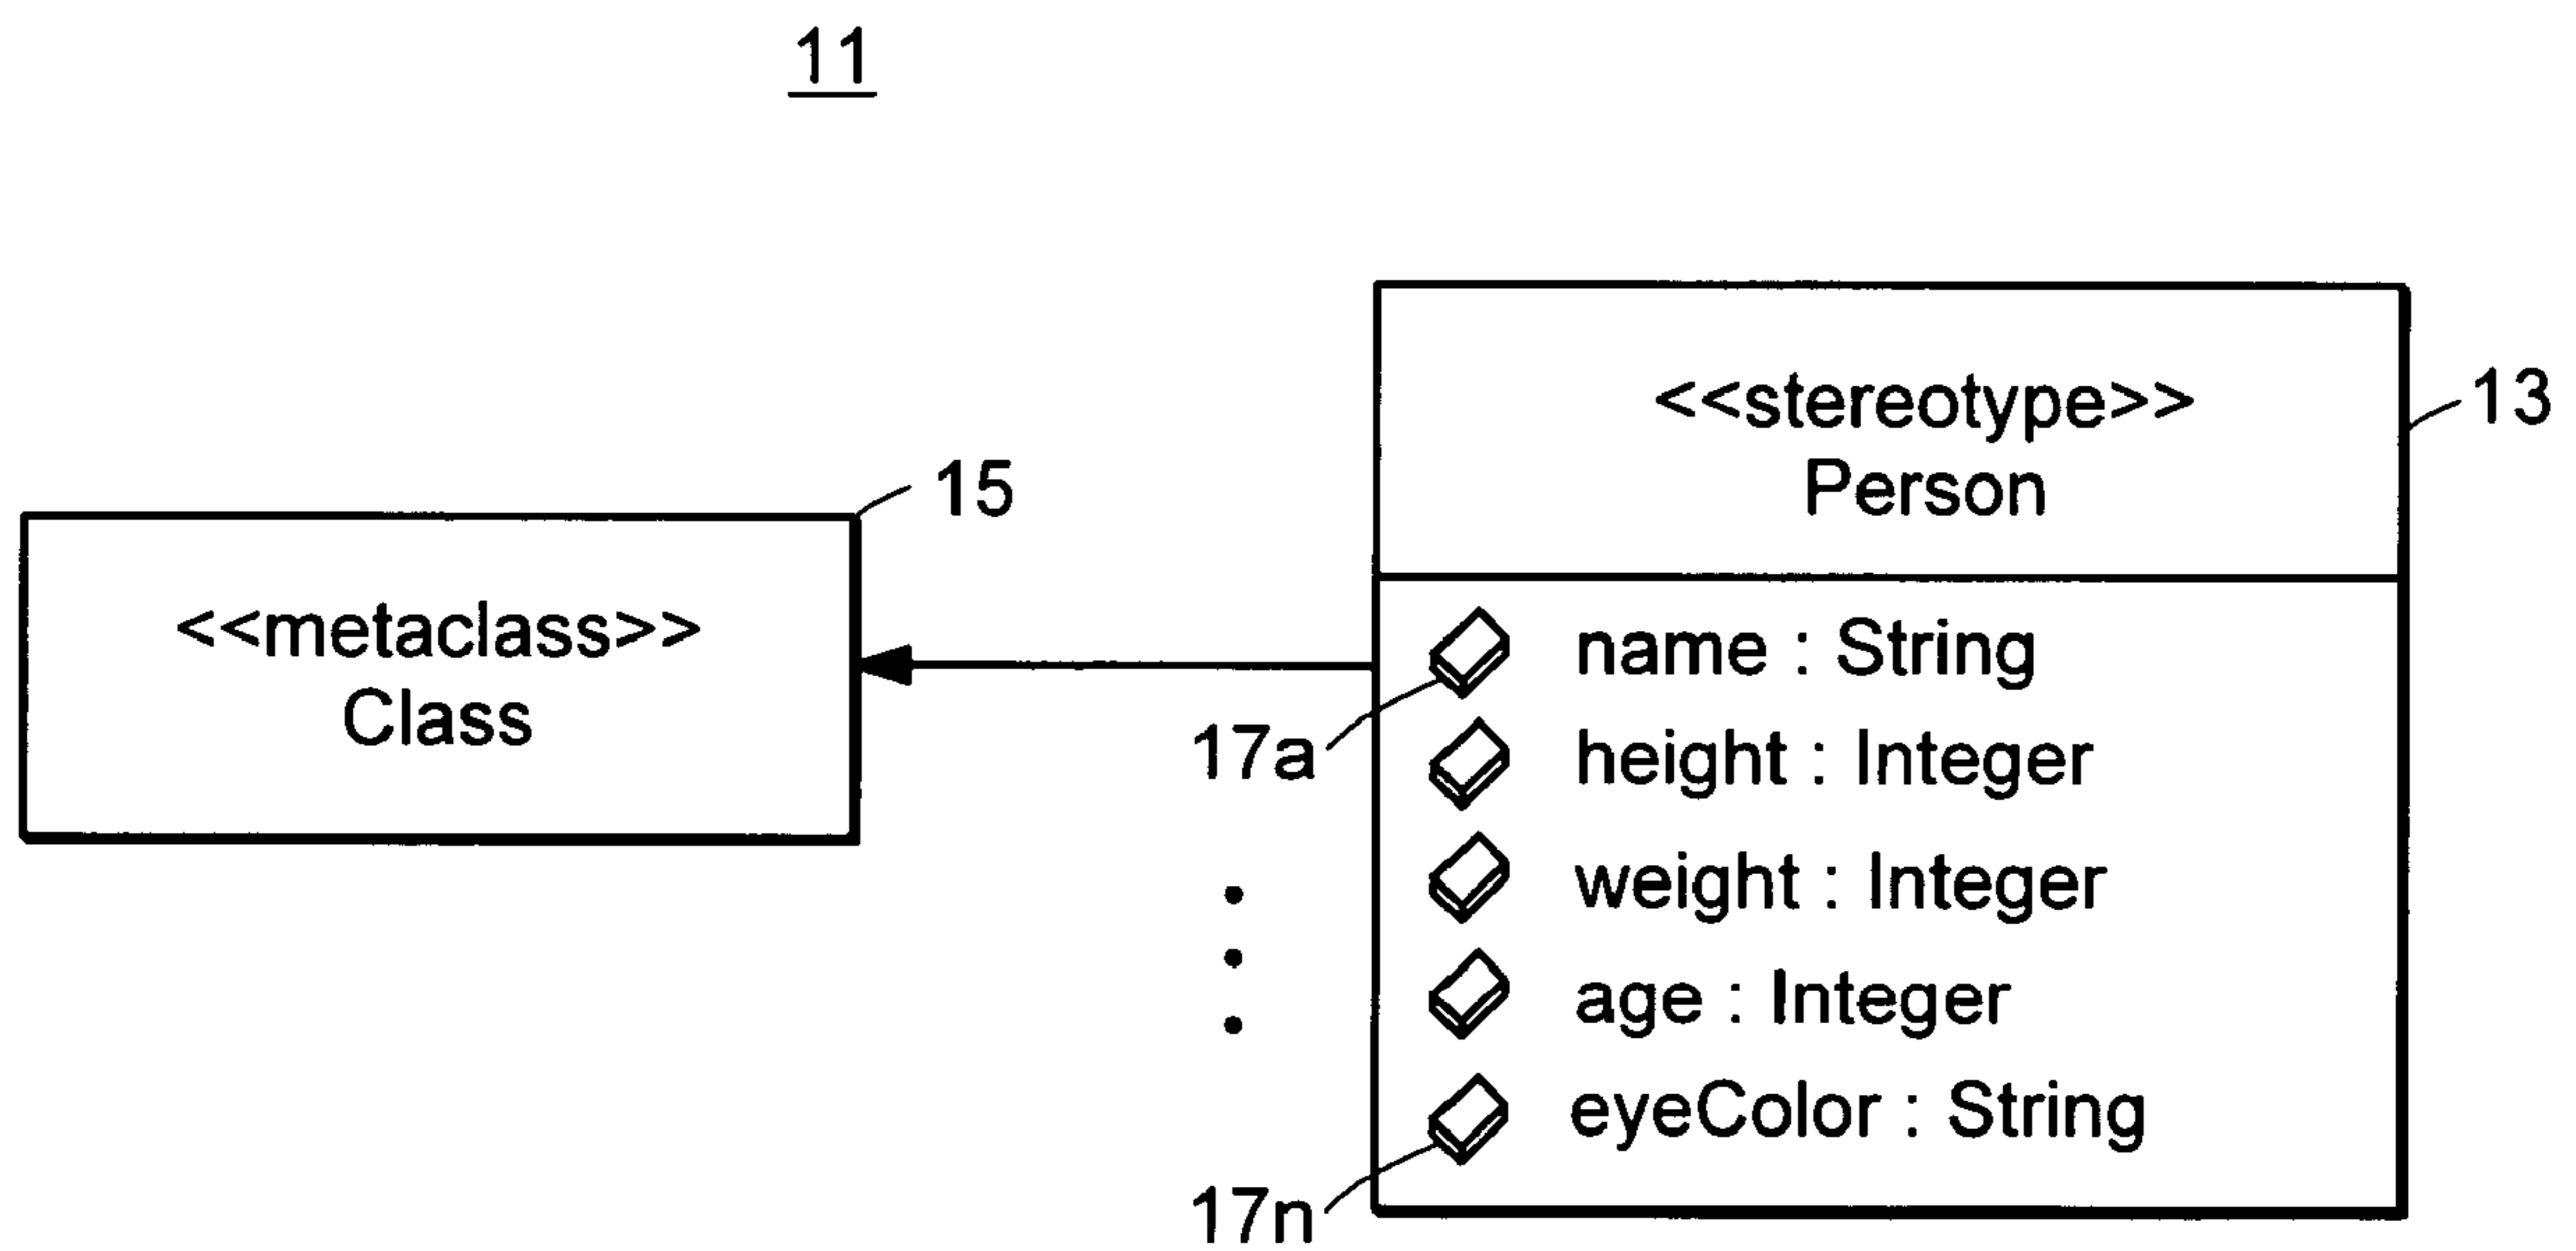 11
<<stereotype>>
Person
13
15
<<metaclass>>
Class
name : String
17a
height : Integer
weight : Integer
age : Integer
eyeColor : String
17n